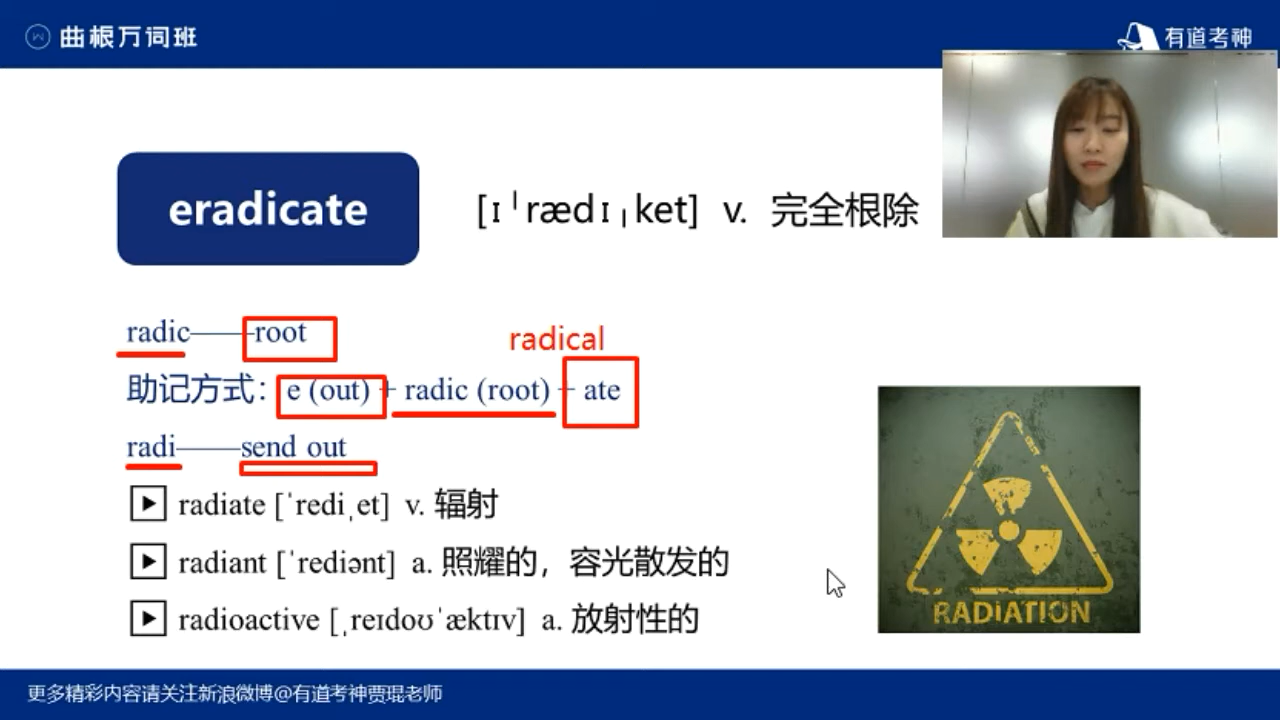 曲根万词班
有道考神
eradicate
[ɪˈrædɪˌket] v. 完全根除
radic——root
radical
助记方式：e (out) + radic (root) + ate
radi——send out
radiate [ˈrediˌet] v. 辐射
radiant [ˈrediənt] a. 照耀的，容光散发的
radioactive [ˌreɪdoʊˈæktɪv] a. 放射性的
RADIATION
更多精彩内容请关注新浪微博@有道考神贾琨老师